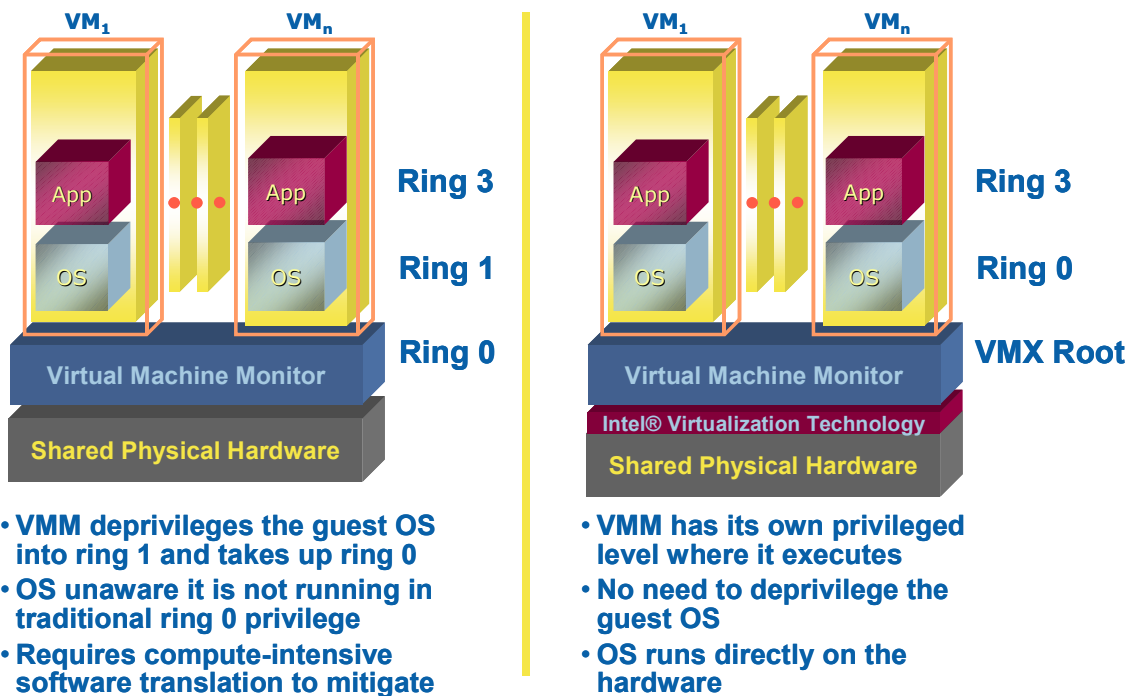 VM₁
VMₙ
App
App
OS
OS
Ring 3
Ring 1
Ring 0
Virtual Machine Monitor
Shared Physical Hardware
• VMM deprivileges the guest OS
into ring 1 and takes up ring 0
• OS unaware it is not running in
traditional ring 0 privilege
• Requires compute-intensive
software translation to mitigate
VM₁
VMₙ
App
App
OS
OS
Ring 3
Ring 0
VMX Root
Virtual Machine Monitor
Intel® Virtualization Technology
Shared Physical Hardware
• VMM has its own privileged
level where it executes
• No need to deprivilege the
guest OS
• OS runs directly on the
hardware